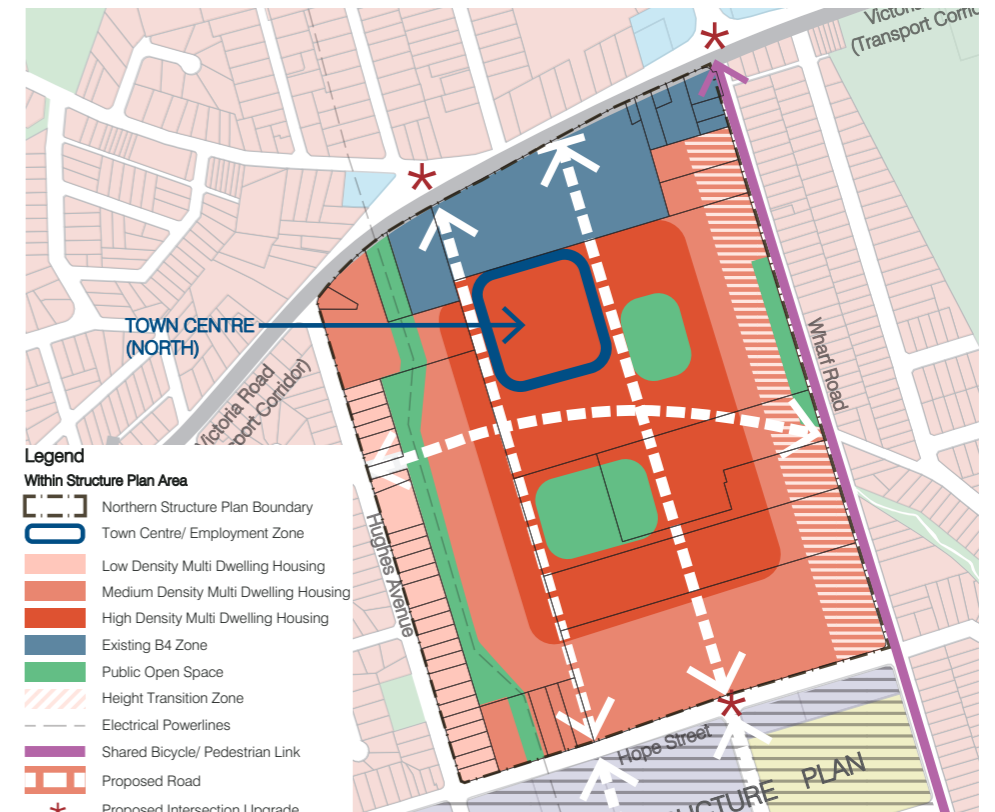 Victoria
(Transport Corrid
TOWN CENTRE
(NORTH)
Victoria Road
port Corridor)
Wharf Road
Hughes Avenue
Hope Street
UCTURE PLAN
Legend
Within Structure Plan Area
Northern Structure Plan Boundary
Town Centre/ Employment Zone
Low Density Multi Dwelling Housing
Medium Density Multi Dwelling Housing
High Density Multi Dwelling Housing
Existing B4 Zone
Public Open Space
Height Transition Zone
Electrical Powerlines
Shared Bicycle/ Pedestrian Link
Proposed Road
Proposed Intersection Upgrade